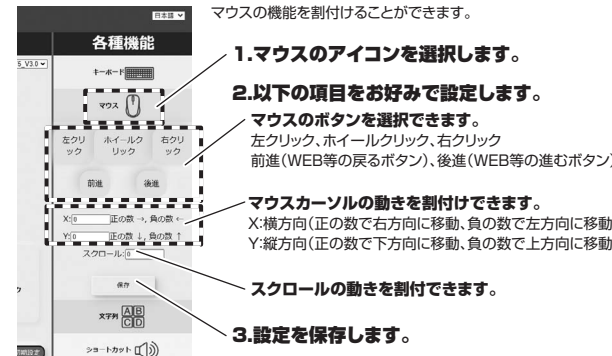 マウスの機能を割付けることができます。
日本語
各種機能
5_V3.0
キーボード
マウス
左クリ
ック
ホイールク
リック
右クリ
ック
前進
後進
X:0 正の数 →, 負の数 ←
Y:0 正の数 ↓, 負の数 ↑
スクロール:0
保存
文字列 A B C D
ショートカット
初期設定
1.マウスのアイコンを選択します。
2.以下の項目をお好みで設定します。
マウスのボタンを選択できます。
左クリック、ホイールクリック、右クリック
前進(WEB等の戻るボタン)、後進(WEB等の進むボタン)
マウスカーソルの動きを割付けできます。
X:横方向(正の数で右方向に移動、負の数で左方向に移動
Y:縦方向(正の数で下方向に移動、負の数で上方向に移動
スクロールの動きを割付できます。
3.設定を保存します。